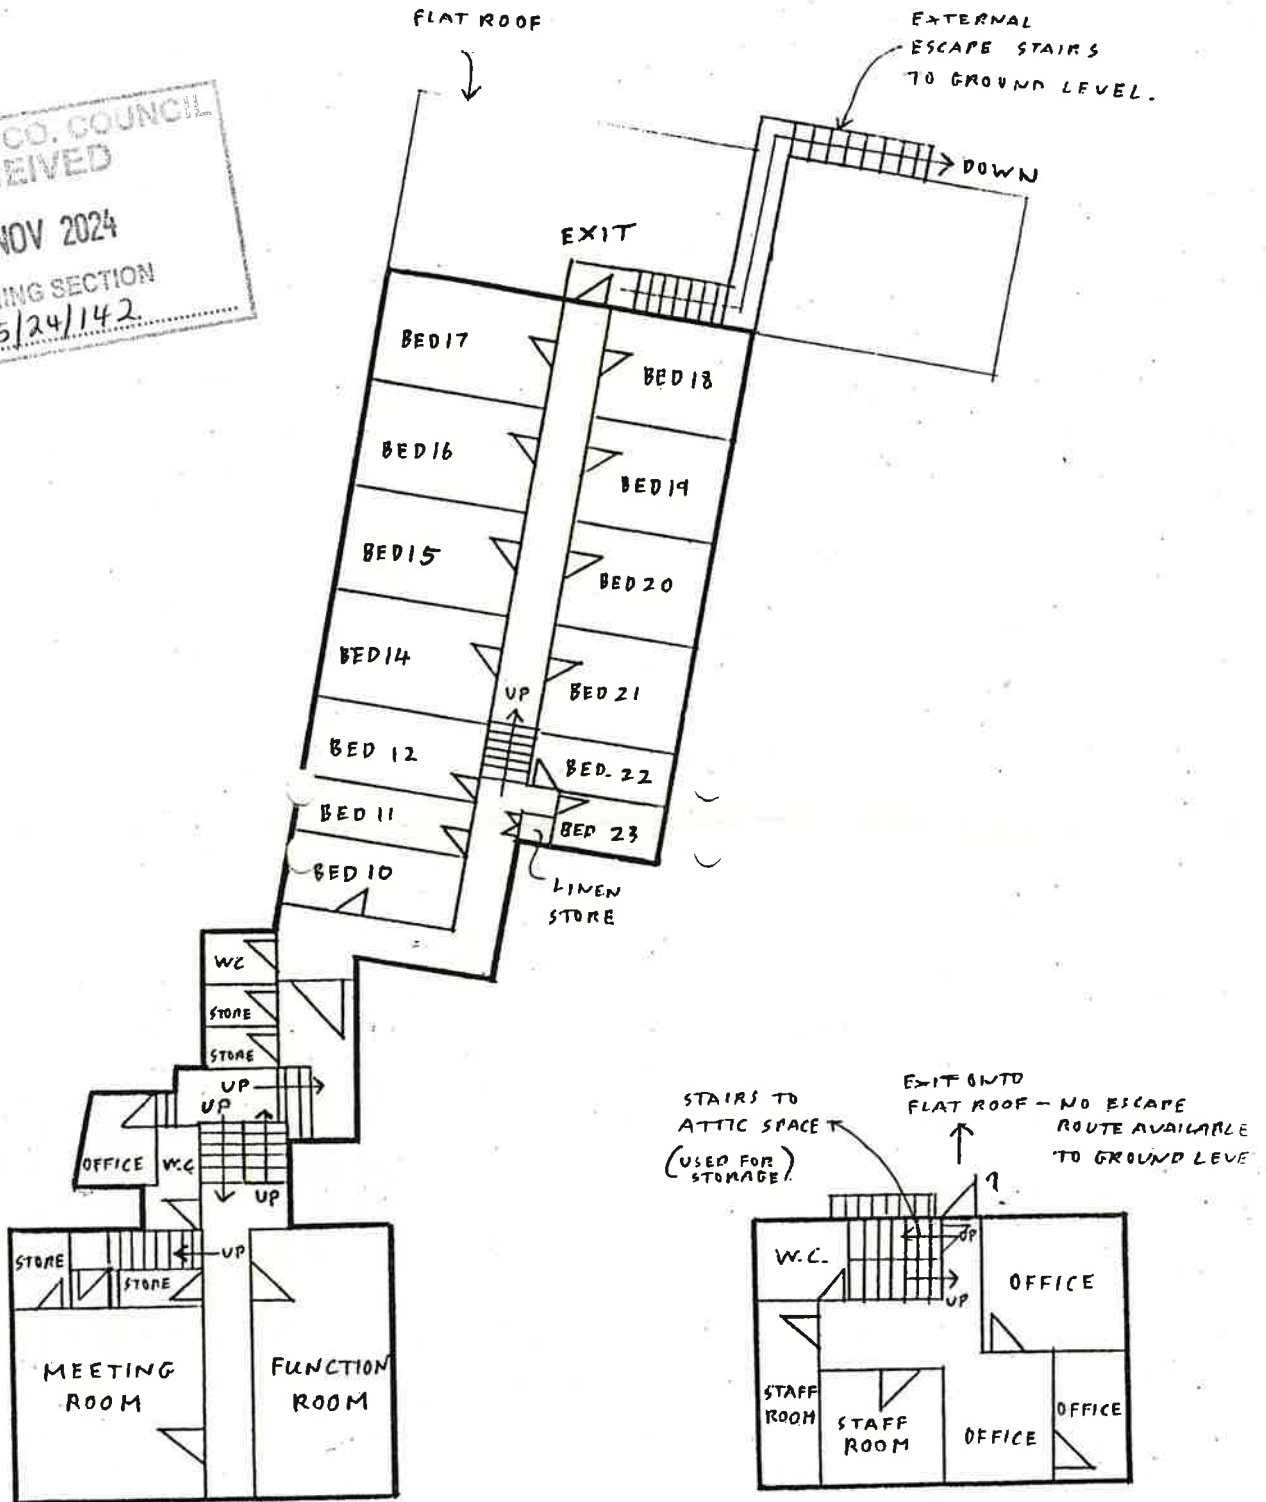 FLAT ROOF
EXTERNAL
ESCAPE STAIRS
TO GROUND LEVEL.
CO. COUNCIL
EIVED
NOV 2024
ING SECTION
5/24/142
DOWN
EXIT
BED 17
BED 18
BED 16
BED 19
BED 15
BED 20
BED 14
BED 21
UP
BED 12
BED. 22
BED 11
BED 23
BED 10
LINEN
STORE
WC
STORE
STORE
UP
UP
OFFICE
W.C
UP
STORE
UP
STORE
MEETING
ROOM
FUNCTION
ROOM
STAIRS TO
ATTIC SPACE
(USED FOR
STORAGE)
EXIT ONTO
FLAT ROOF - NO ESCAPE
ROUTE AVAILABLE
TO GROUND LEVE
?
W.C.
UP
UP
OFFICE
STAFF
ROOM
STAFF
ROOM
OFFICE
OFFICE